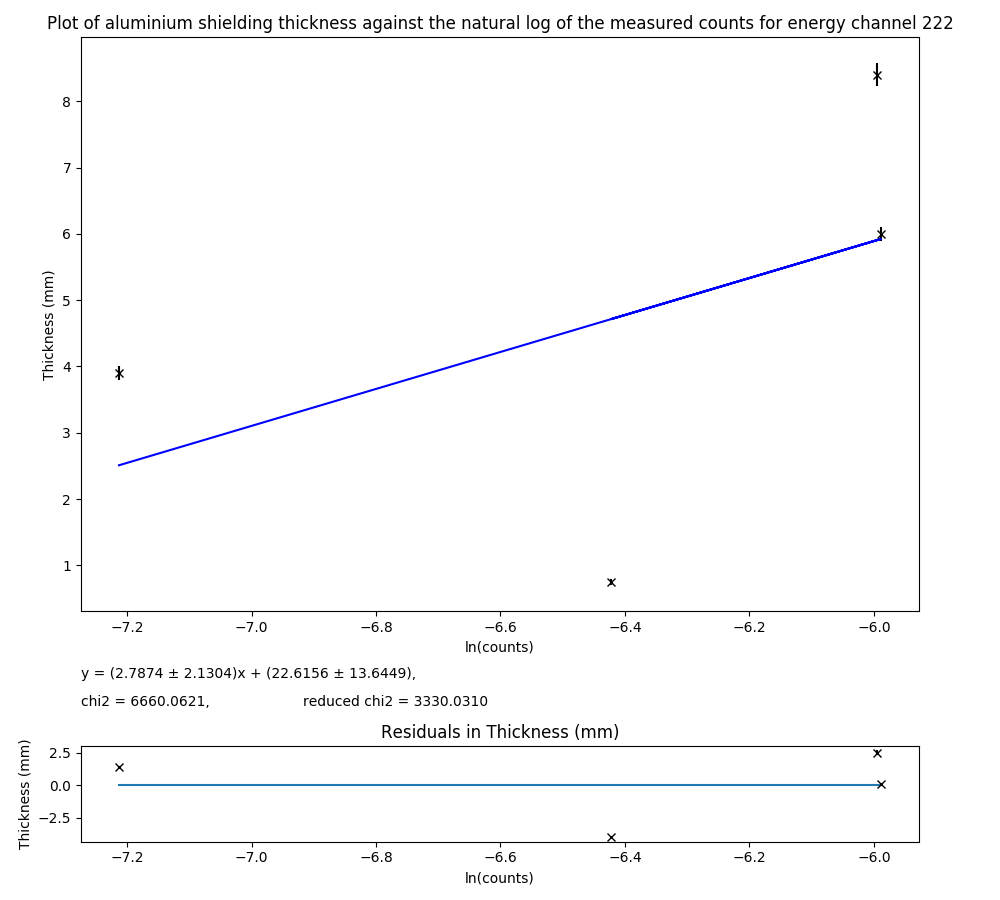 Plot of aluminium shielding thickness against the natural log of the measured counts for energy channel 222
8
7
6
5
4
3
2
1
Thickness (mm)
−7.2 −7.0 −6.8 −6.6 −6.4 −6.2 −6.0
ln(counts)
y = (2.7874 ± 2.1304)x + (22.6156 ± 13.6449),
chi2 = 6660.0621, reduced chi2 = 3330.0310
Residuals in Thickness (mm)
2.5
0.0
−2.5
Thickness (mm)
−7.2 −7.0 −6.8 −6.6 −6.4 −6.2 −6.0
ln(counts)